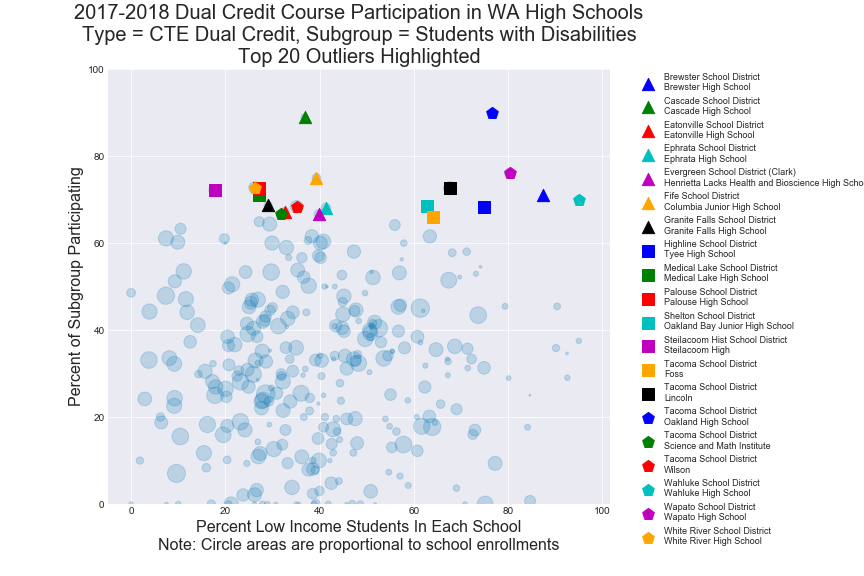 2017-2018 Dual Credit Course Participation in WA High Schools
Type = CTE Dual Credit, Subgroup = Students with Disabilities
Top 20 Outliers Highlighted
100
80
60
40
20
0
Percent of Subgroup Participating
0 20 40 60 80 100
Percent Low Income Students In Each School
Note: Circle areas are proportional to school enrollments
Brewster School District
Brewster High School
Cascade School District
Cascade High School
Eatonville School District
Eatonville High School
Ephrata School District
Ephrata High School
Evergreen School District (Clark)
Henrietta Lacks Health and Bioscience High Scho
Fife School District
Columbia Junior High School
Granite Falls School District
Granite Falls High School
Highline School District
Tyee High School
Medical Lake School District
Medical Lake High School
Palouse School District
Palouse High School
Shelton School District
Oakland Bay Junior High School
Steilacoom Hist School District
Steilacoom High
Tacoma School District
Foss
Tacoma School District
Lincoln
Tacoma School District
Oakland High School
Tacoma School District
Science and Math Institute
Tacoma School District
Wilson
Wahluke School District
Wahluke High School
Wapato School District
Wapato High School
White River School District
White River High School